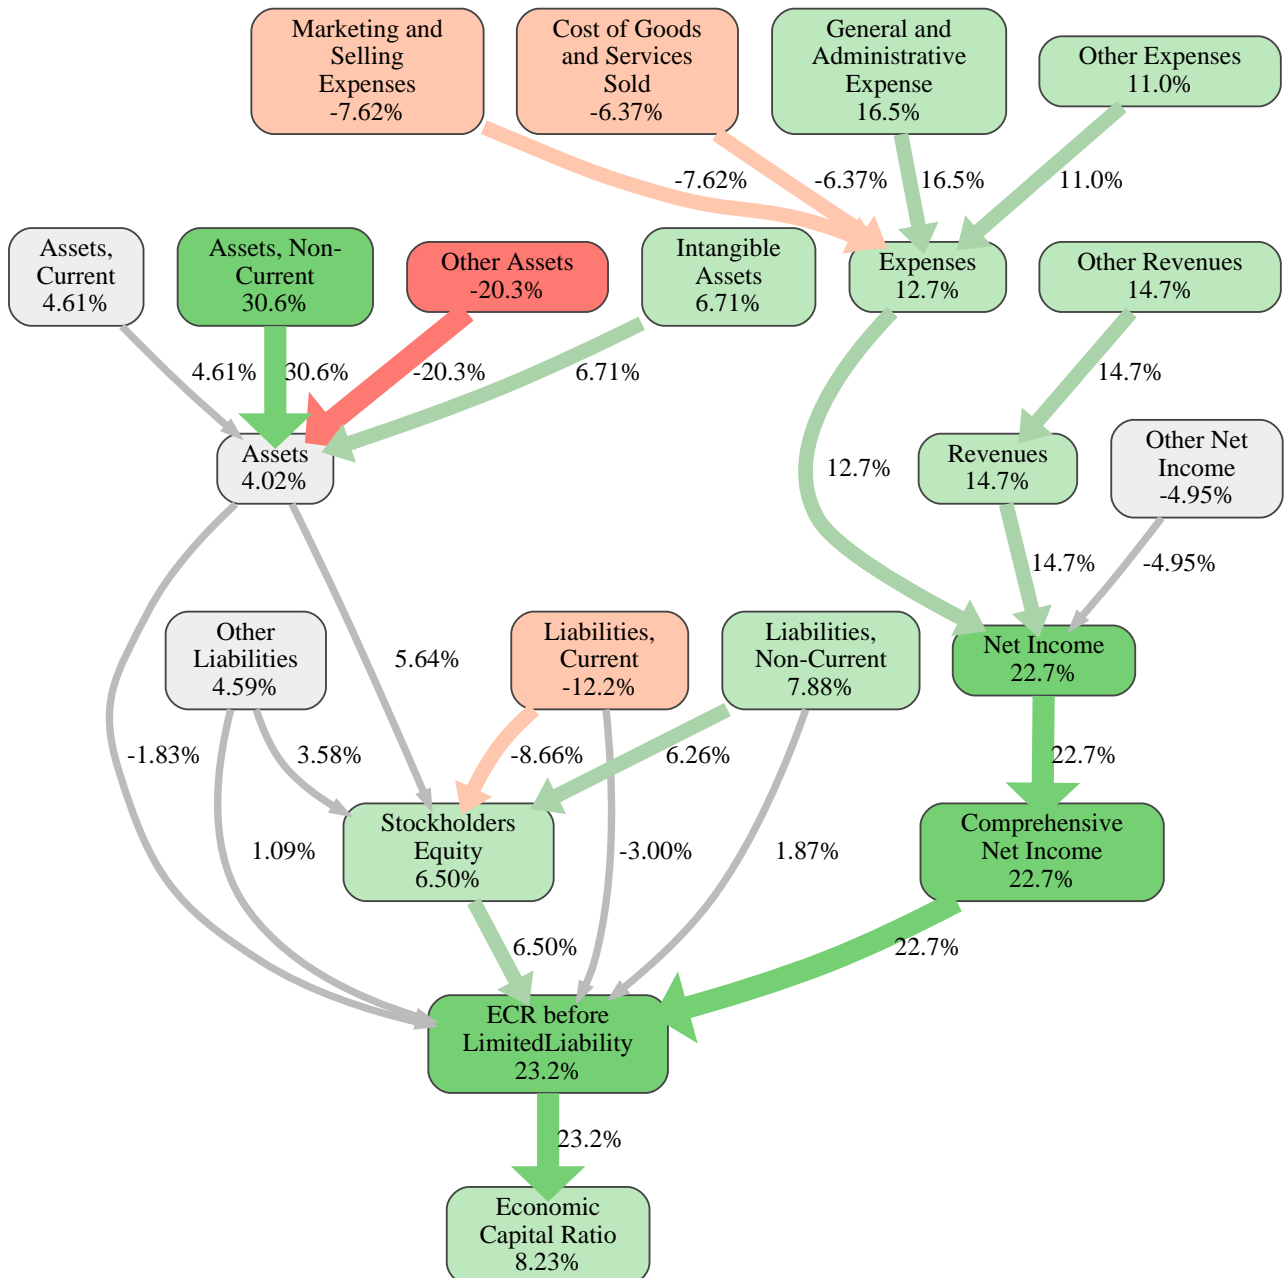 Marketing and
Selling
Expenses
-7.62%
Cost of Goods
and Services
Sold
-6.37%
General and
Administrative
Expense
16.5%
Other Expenses
11.0%
-7.62%
-6.37%
16.5%
11.0%
Assets,
Current
4.61%
Assets, Non-
Current
30.6%
Other Assets
-20.3%
Intangible
Assets
6.71%
Expenses
12.7%
Other Revenues
14.7%
4.61%
30.6%
-20.3%
6.71%
14.7%
Assets
4.02%
12.7%
Revenues
14.7%
Other Net
Income
-4.95%
14.7%
-4.95%
Other
Liabilities
4.59%
5.64%
Liabilities,
Current
-12.2%
Liabilities,
Non-Current
7.88%
Net Income
22.7%
-1.83%
3.58%
-8.66%
6.26%
22.7%
1.09%
Stockholders
Equity
6.50%
-3.00%
1.87%
Comprehensive
Net Income
22.7%
6.50%
22.7%
ECR before
LimitedLiability
23.2%
23.2%
Economic
Capital Ratio
8.23%